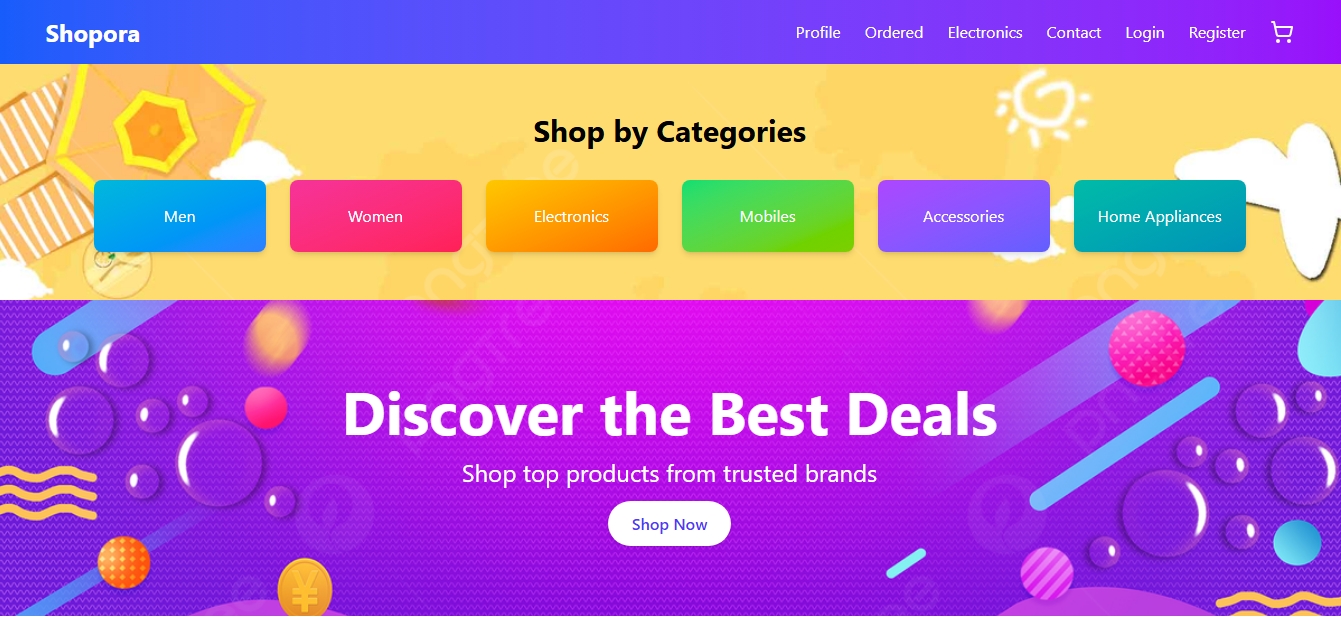 Shopora
Profile Ordered Electronics Contact Login Register
Shop by Categories
Men Women Electronics Mobiles Accessories Home Appliances
Discover the Best Deals
Shop top products from trusted brands
Shop Now